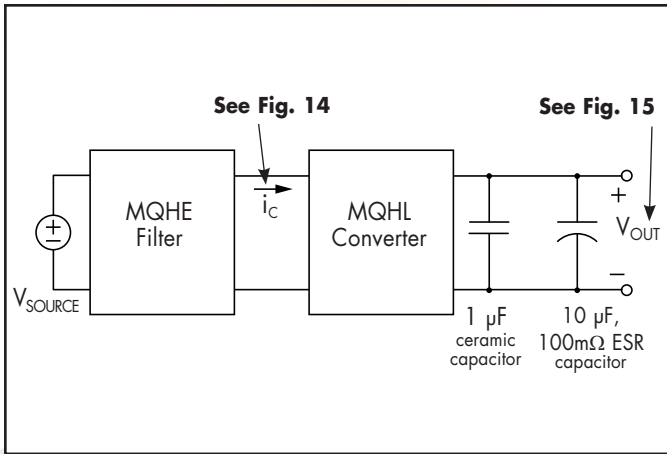 See Fig. 14
See Fig. 15
MQHE
Filter
i_C
MQHL
Converter
+
V_OUT
−
+
−
V_SOURCE
1 µF
ceramic
capacitor
10 µF,
100mΩ ESR
capacitor